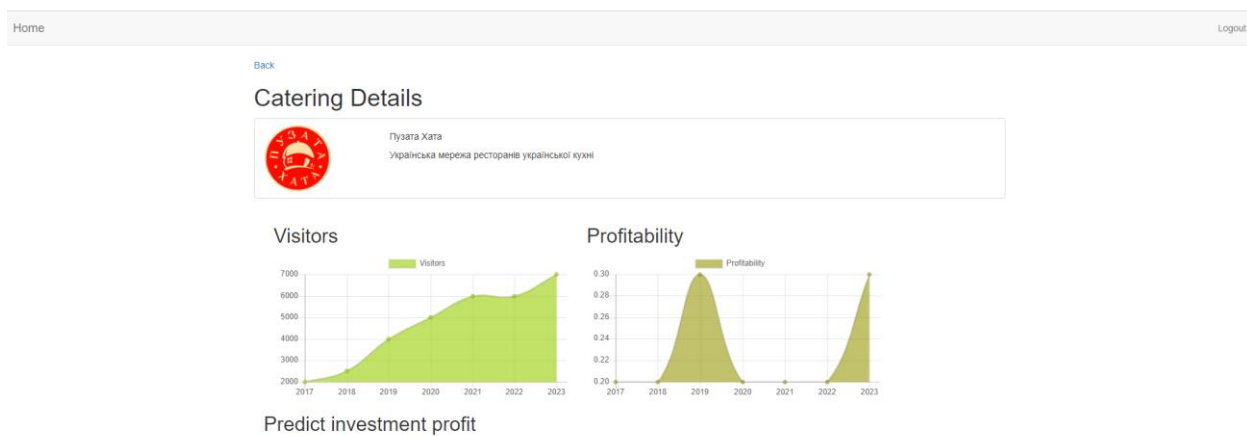 Home
Logout
Back
Catering Details
ПУЗАТА ХАТА
Пузата Хата
Українська мережа ресторанів української кухні
Visitors
Profitability
Visitors
Profitability
7000
6000
5000
4000
3000
2000
2017 2018 2019 2020 2021 2022 2023
0.30
0.28
0.26
0.24
0.22
0.20
2017 2018 2019 2020 2021 2022 2023
Predict investment profit